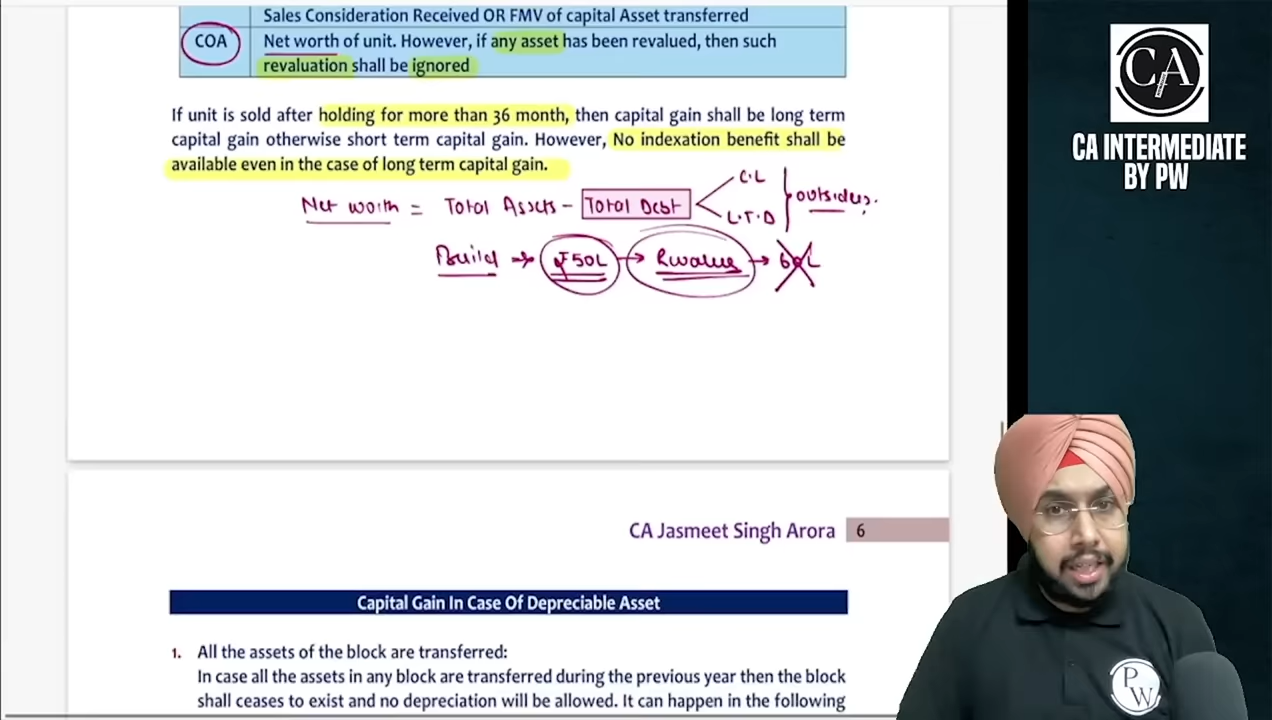 Sales Consideration Received OR FMV of capital Asset transferred
COA
Net worth of unit. However, if any asset has been revalued, then such
revaluation shall be ignored
If unit is sold after holding for more than 36 month, then capital gain shall be long term
capital gain otherwise short term capital gain. However, No indexation benefit shall be
available even in the case of long term capital gain.
Net worth = Total Assets - Total Debt
C.L
L.T.D
outsiders.
Build → ₹50L → → 60L
CA Jasmeet Singh Arora 6
Capital Gain In Case Of Depreciable Asset
1. All the assets of the block are transferred:
In case all the assets in any block are transferred during the previous year then the block
shall ceases to exist and no depreciation will be allowed. It can happen in the following
CA
CA INTERMEDIATE
BY PW
PW